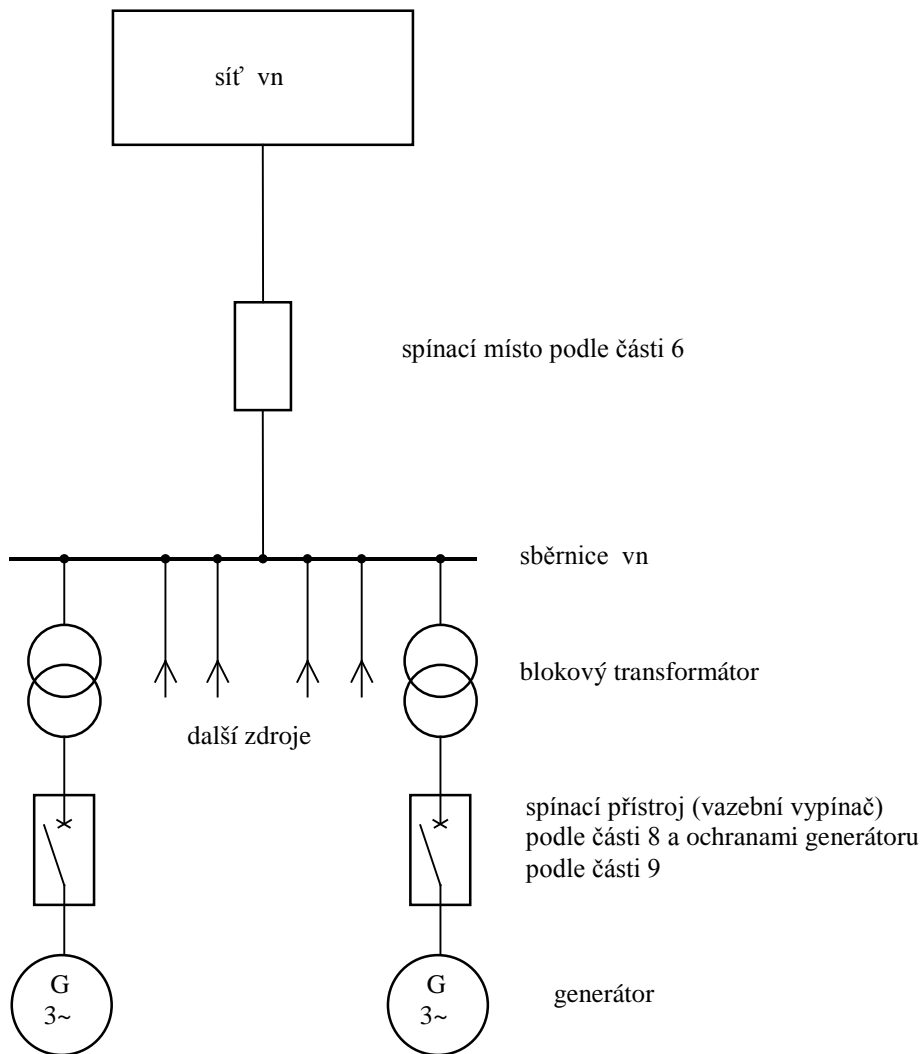 síť vn
spínací místo podle části 6
sběrnice vn
blokový transformátor
další zdroje
spínací přístroj (vazební vypínač)
podle části 8 a ochranami generátoru
podle části 9
G
3~
G
3~
generátor